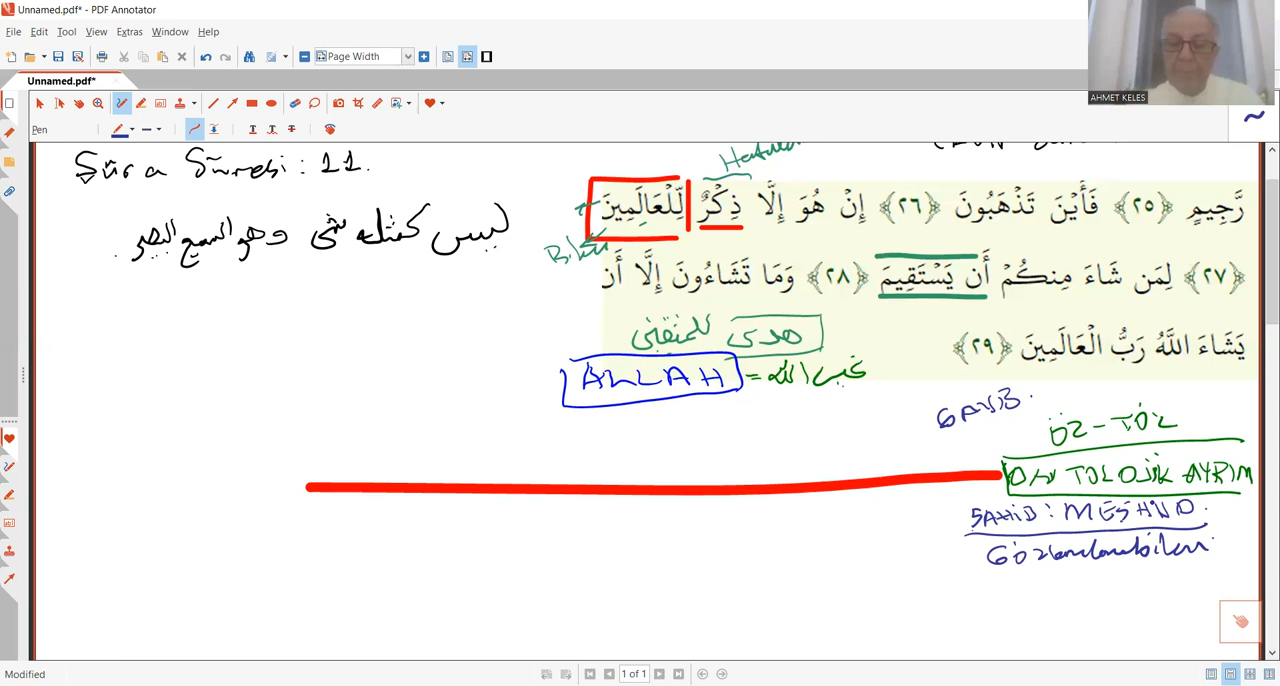 Unnamed.pdf* - PDF Annotator
File Edit Tool View Extras Window Help
Page Width
Unnamed.pdf*
AHMET KELES
Pen
Şûra Sûresi: 11.
ليس كمثله شى وهو السميع البصير
رَّجِيمٍ ﴿٢٥﴾ فَأَيْنَ تَذْهَبُونَ ﴿٢٦﴾ إِنْ هُوَ إِلَّا ذِكْرٌ لِّلْعَالَمِينَ
﴿٢٧﴾ لِمَن شَاءَ مِنكُمْ أَن يَسْتَقِيمَ ﴿٢٨﴾ وَمَا تَشَاءُونَ إِلَّا أَن
يَشَاءَ اللَّهُ رَبُّ الْعَالَمِينَ ﴿٢٩﴾
هدى للمتقين
ALLAH = غيب الله
GAYB.
ÖZ-TÖZ
ONTOLOJİK AYRIM
ŞAHİD: MEŞHUD.
Gözlemlenebilen
Modified
1 of 1